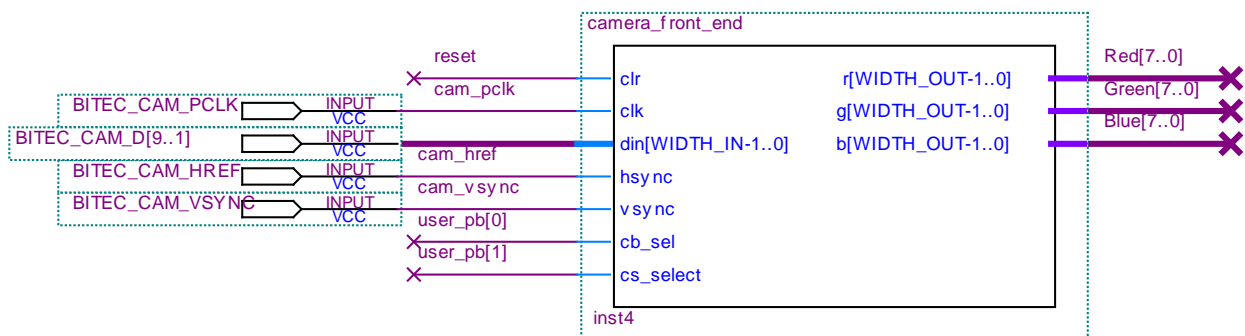 camera_front_end
reset
clr
r[WIDTH_OUT-1..0]
Red[7..0]
cam_pclk
BITEC_CAM_PCLK
INPUT
VCC
clk
g[WIDTH_OUT-1..0]
Green[7..0]
BITEC_CAM_D[9..1]
INPUT
VCC
din[WIDTH_IN-1..0]
b[WIDTH_OUT-1..0]
Blue[7..0]
cam_href
BITEC_CAM_HREF
INPUT
VCC
hsync
cam_vsync
BITEC_CAM_VSYNC
INPUT
VCC
vsync
user_pb[0]
cb_sel
user_pb[1]
cs_select
inst4